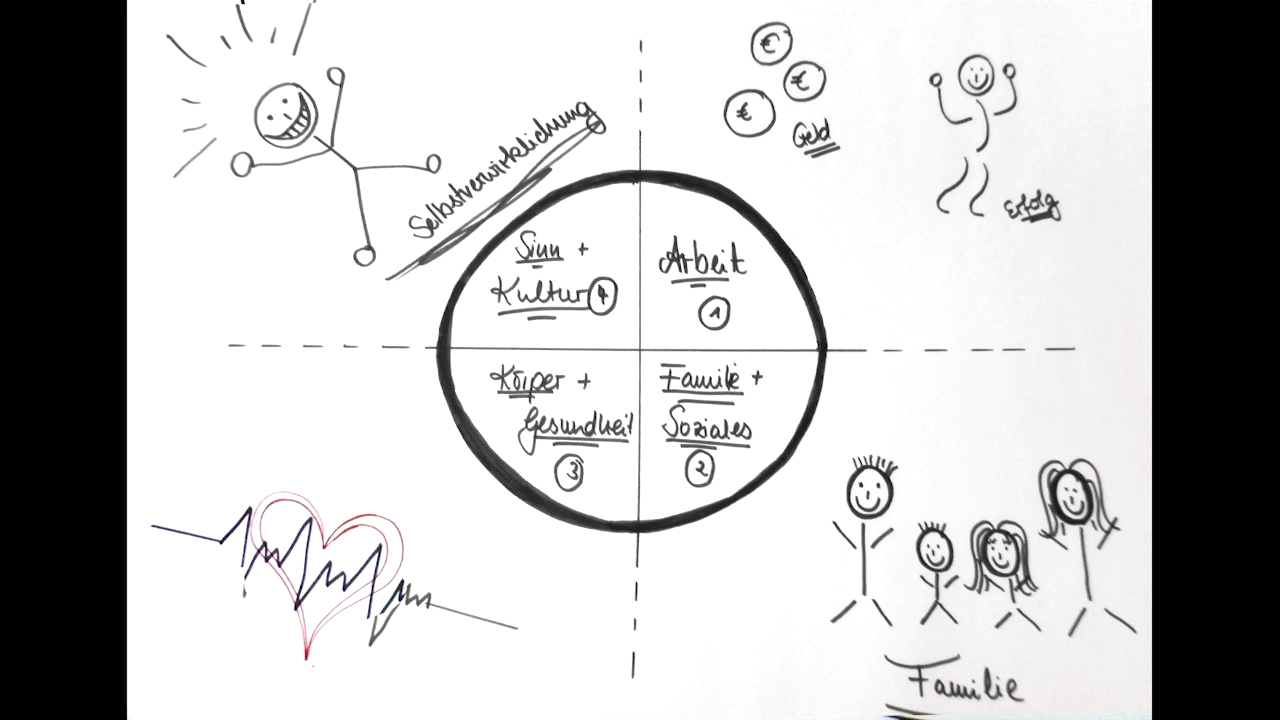 €
€
€
Geld
Erfolg
Selbstverwirklichung
Sinn +
Kultur 4
Arbeit
1
Körper +
Gesundheit
3
Familie +
Soziales
2
Familie